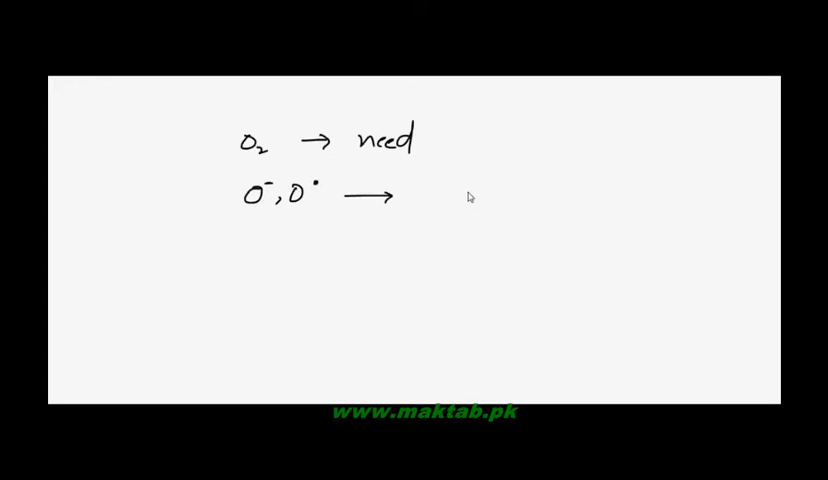 O₂ → need
O⁻, O• →
www.maktab.pk